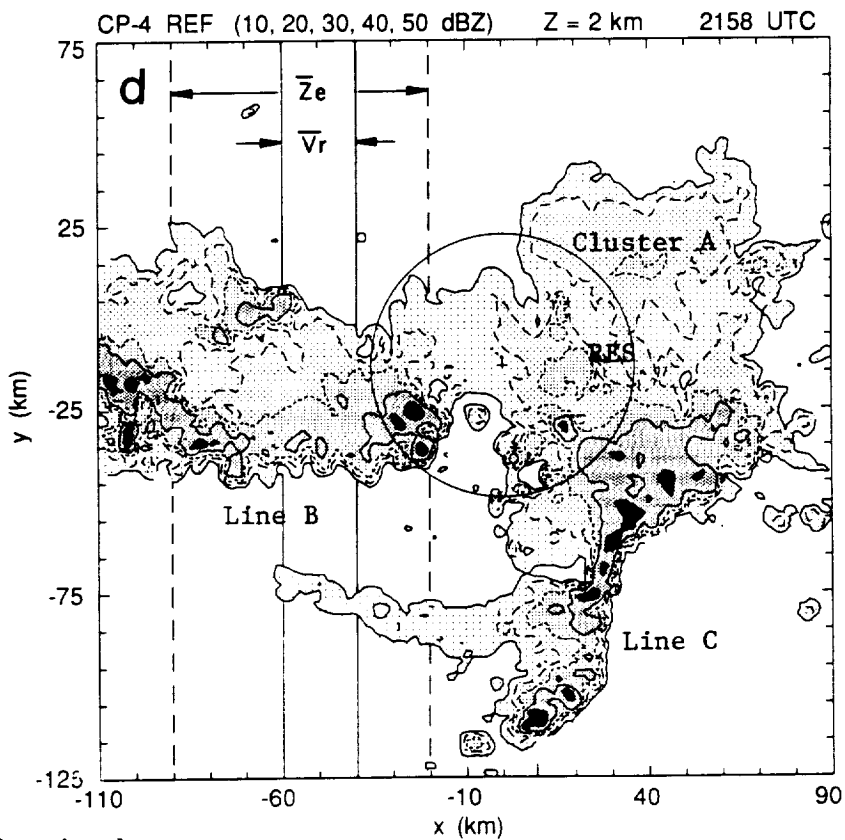 CP-4 REF (10, 20, 30, 40, 50 dBZ) Z = 2 km 2158 UTC
75
d
Z̅e
V̅r
25
Cluster A
RFS
y (km)
-25
Line B
-75
Line C
-125
-110 -60 -10 40 90
x (km)